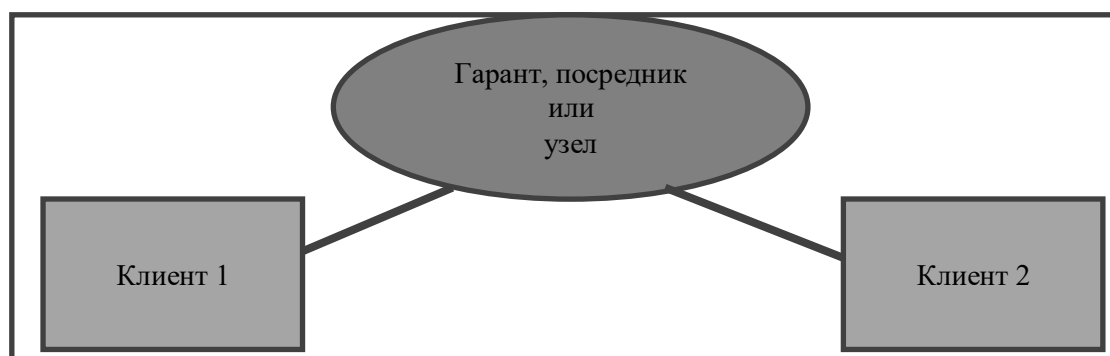 Гарант, посредник
или
узел
Клиент 1
Клиент 2